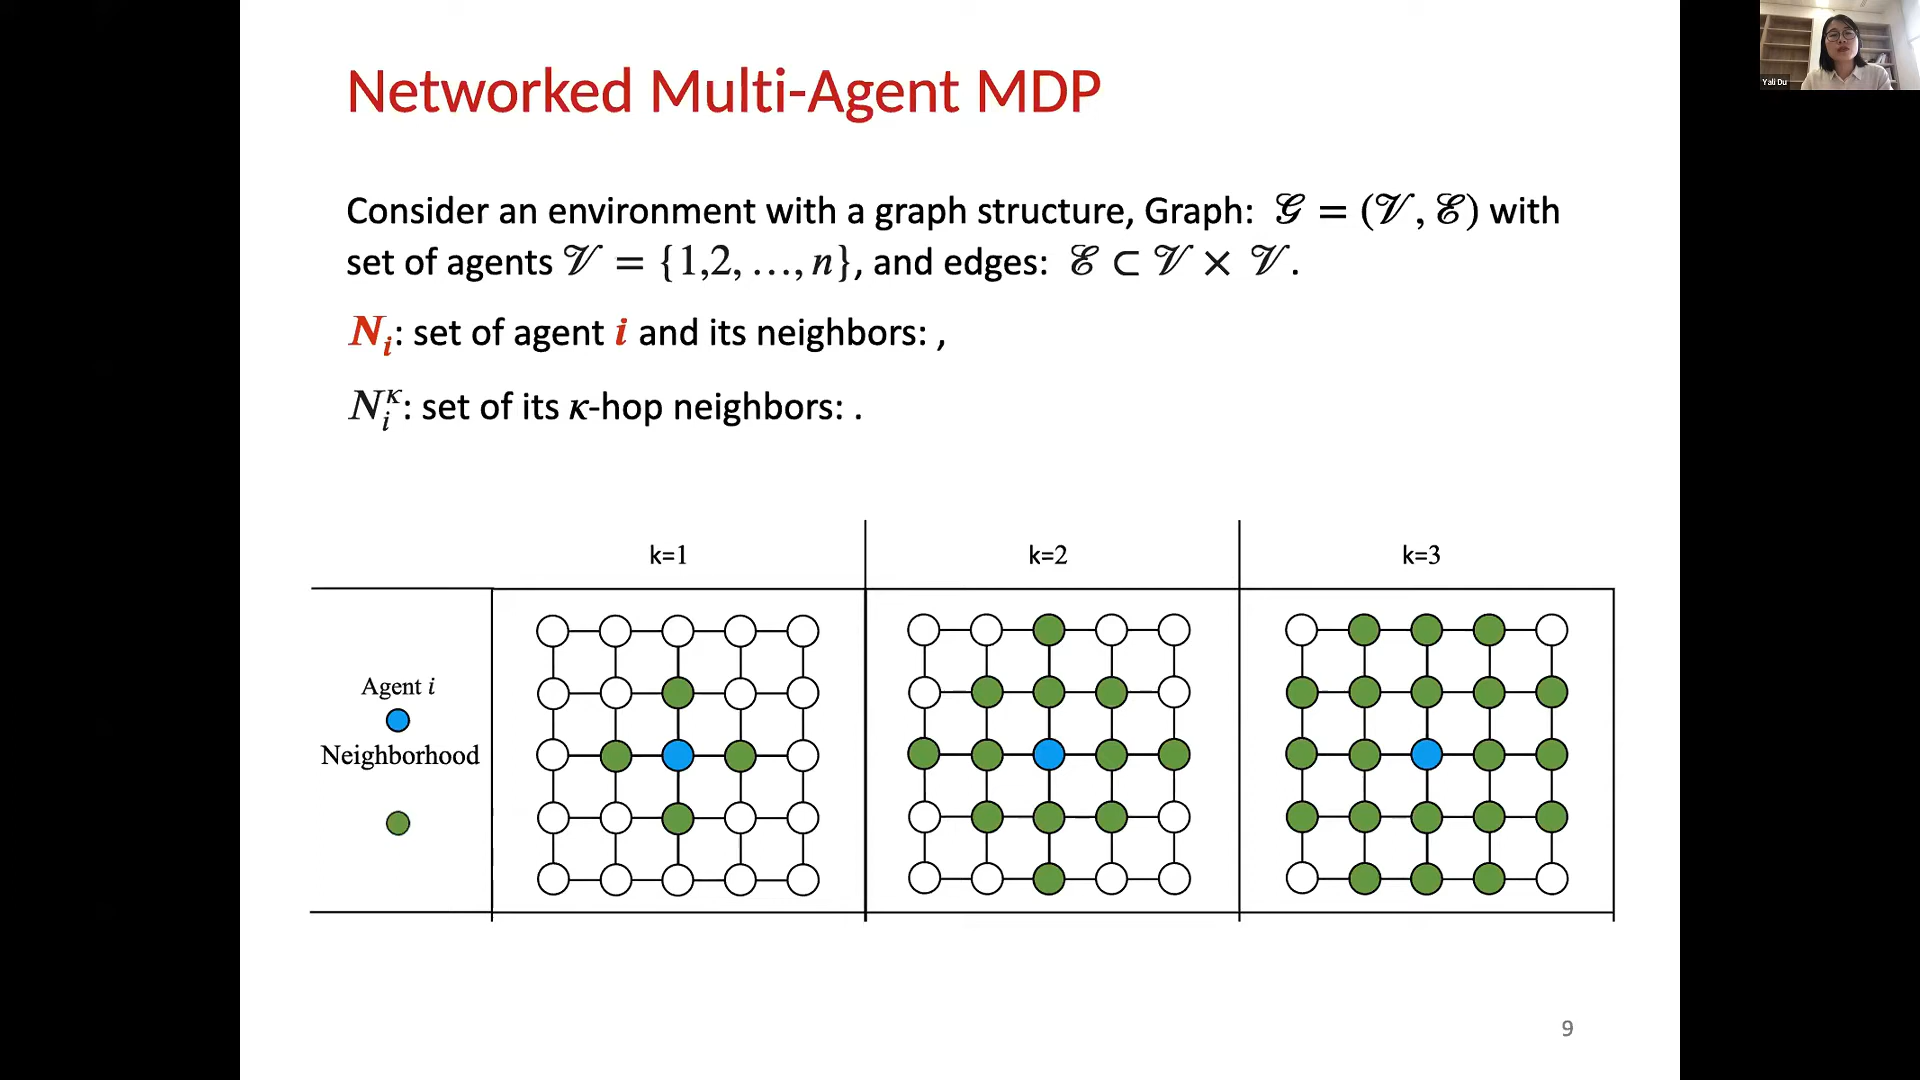 Networked Multi-Agent MDP
Consider an environment with a graph structure, Graph: 𝒢 = (𝒱, ℰ) with
set of agents 𝒱 = {1,2, …, n}, and edges: ℰ ⊂ 𝒱 × 𝒱.
N_i: set of agent i and its neighbors: ,
N_i^κ: set of its κ-hop neighbors: .
k=1
k=2
k=3
Agent i
Neighborhood
9
Yali Du